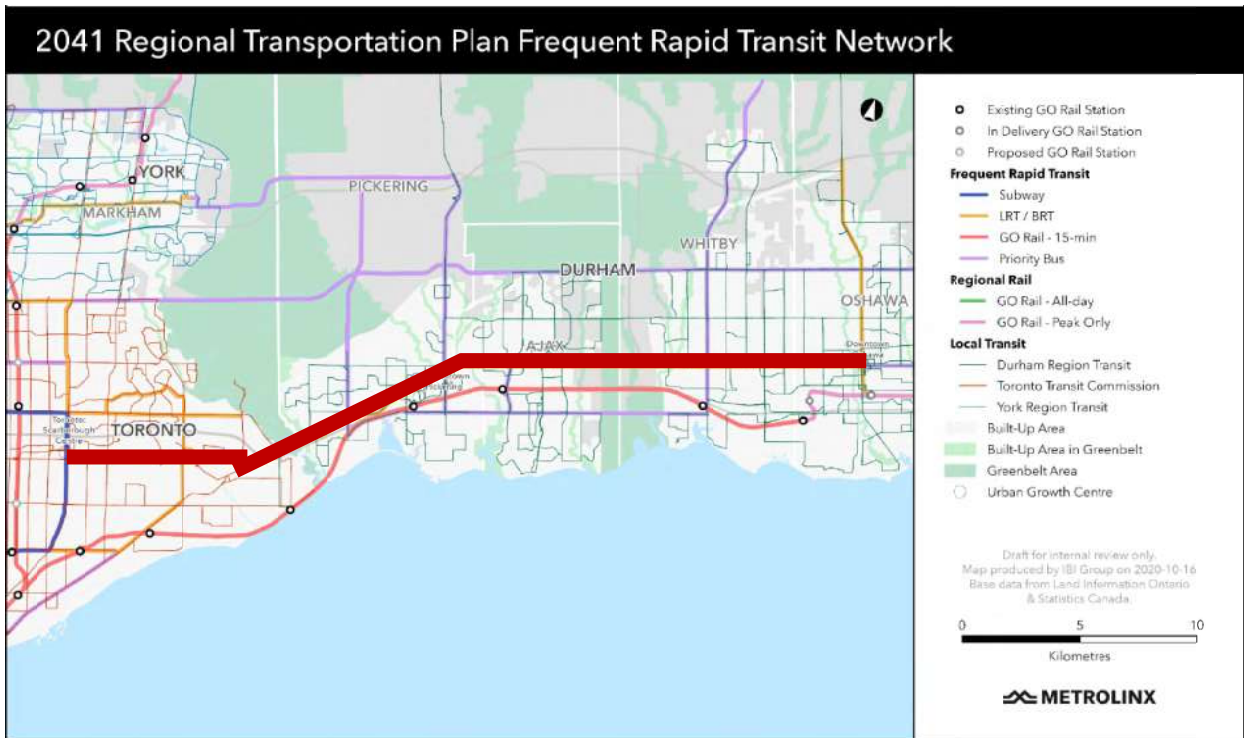 2041 Regional Transportation Plan Frequent Rapid Transit Network
YORK
MARKHAM
PICKERING
WHITBY
DURHAM
OSHAWA
AJAX
Downtown
Toronto:
Scarborough
Centre
TORONTO
Existing GO Rail Station
In Delivery GO Rail Station
Proposed GO Rail Station
Frequent Rapid Transit
Subway
LRT / BRT
GO Rail - 15-min
Priority Bus
Regional Rail
GO Rail - All-day
GO Rail - Peak Only
Local Transit
Durham Region Transit
Toronto Transit Commission
York Region Transit
Built-Up Area
Built-Up Area in Greenbelt
Greenbelt Area
Urban Growth Centre
Draft for internal review only.
Map produced by IBI Group on 2020-10-16
Base data from Land Information Ontario
& Statistics Canada.
0 5 10
Kilometres
METROLINX